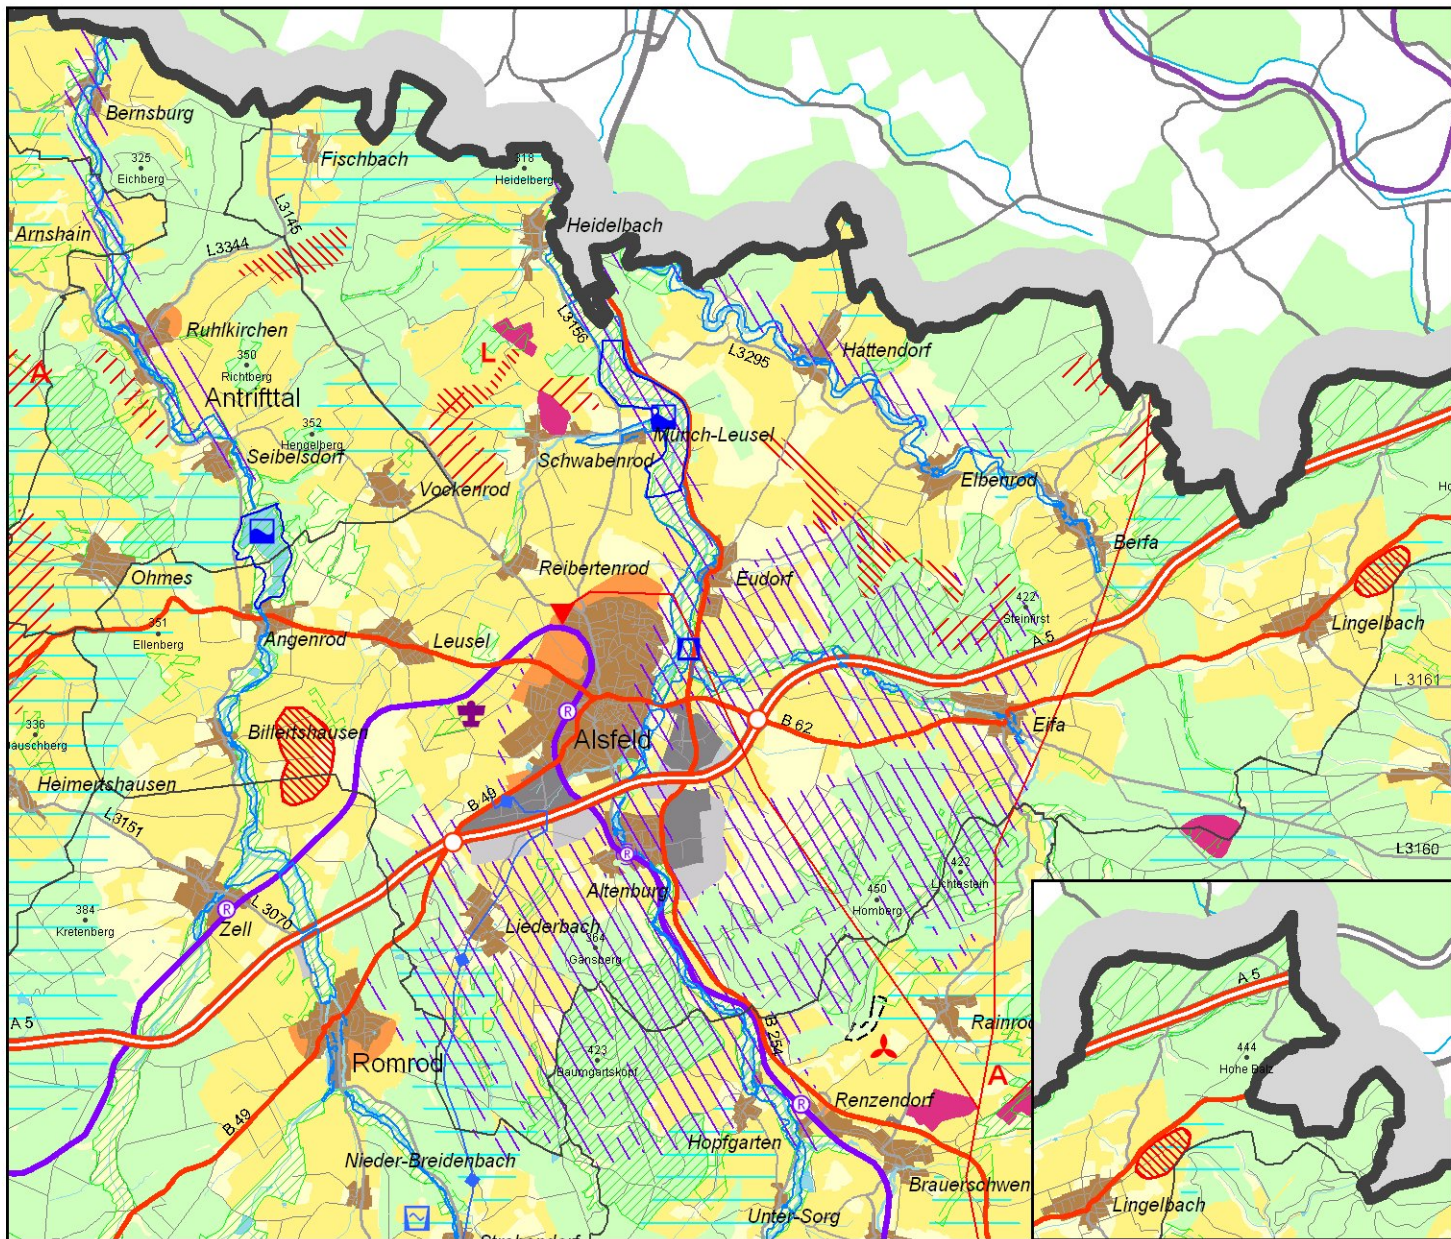 Bernsburg
Fischbach
325
Eichberg
318
Heidelberg
L3145
Heidelbach
Arnshain
L3344
Ruhlkirchen
L3156
L3295
Hattendorf
350
Richtberg
A
L
Antrifttal
352
Hengelberg
Münch-Leusel
Seibelsdorf
Schwabenrod
Vockenrod
Elbenrod
Berfa
Ohmes
Reibertenrod
Eudorf
422
Steinfirst
351
Ellenberg
Angenrod
Leusel
A 5
Lingelbach
L 3161
336
Billertshausen
R
Alsfeld
B 62
Eifa
Heimertshausen
B 49
L3151
L3160
R
Altenburg
422
Lichtestein
450
Homberg
384
Kretenberg
R
Zell
L 3070
Liederbach
364
Gänsberg
A 5
Romrod
423
Baumgartskopf
B 254
A
Renzendorf
R
B 49
Hopfgarten
Nieder-Breidenbach
Unter-Sorg
A 5
444
Hohe Balz
Lingelbach